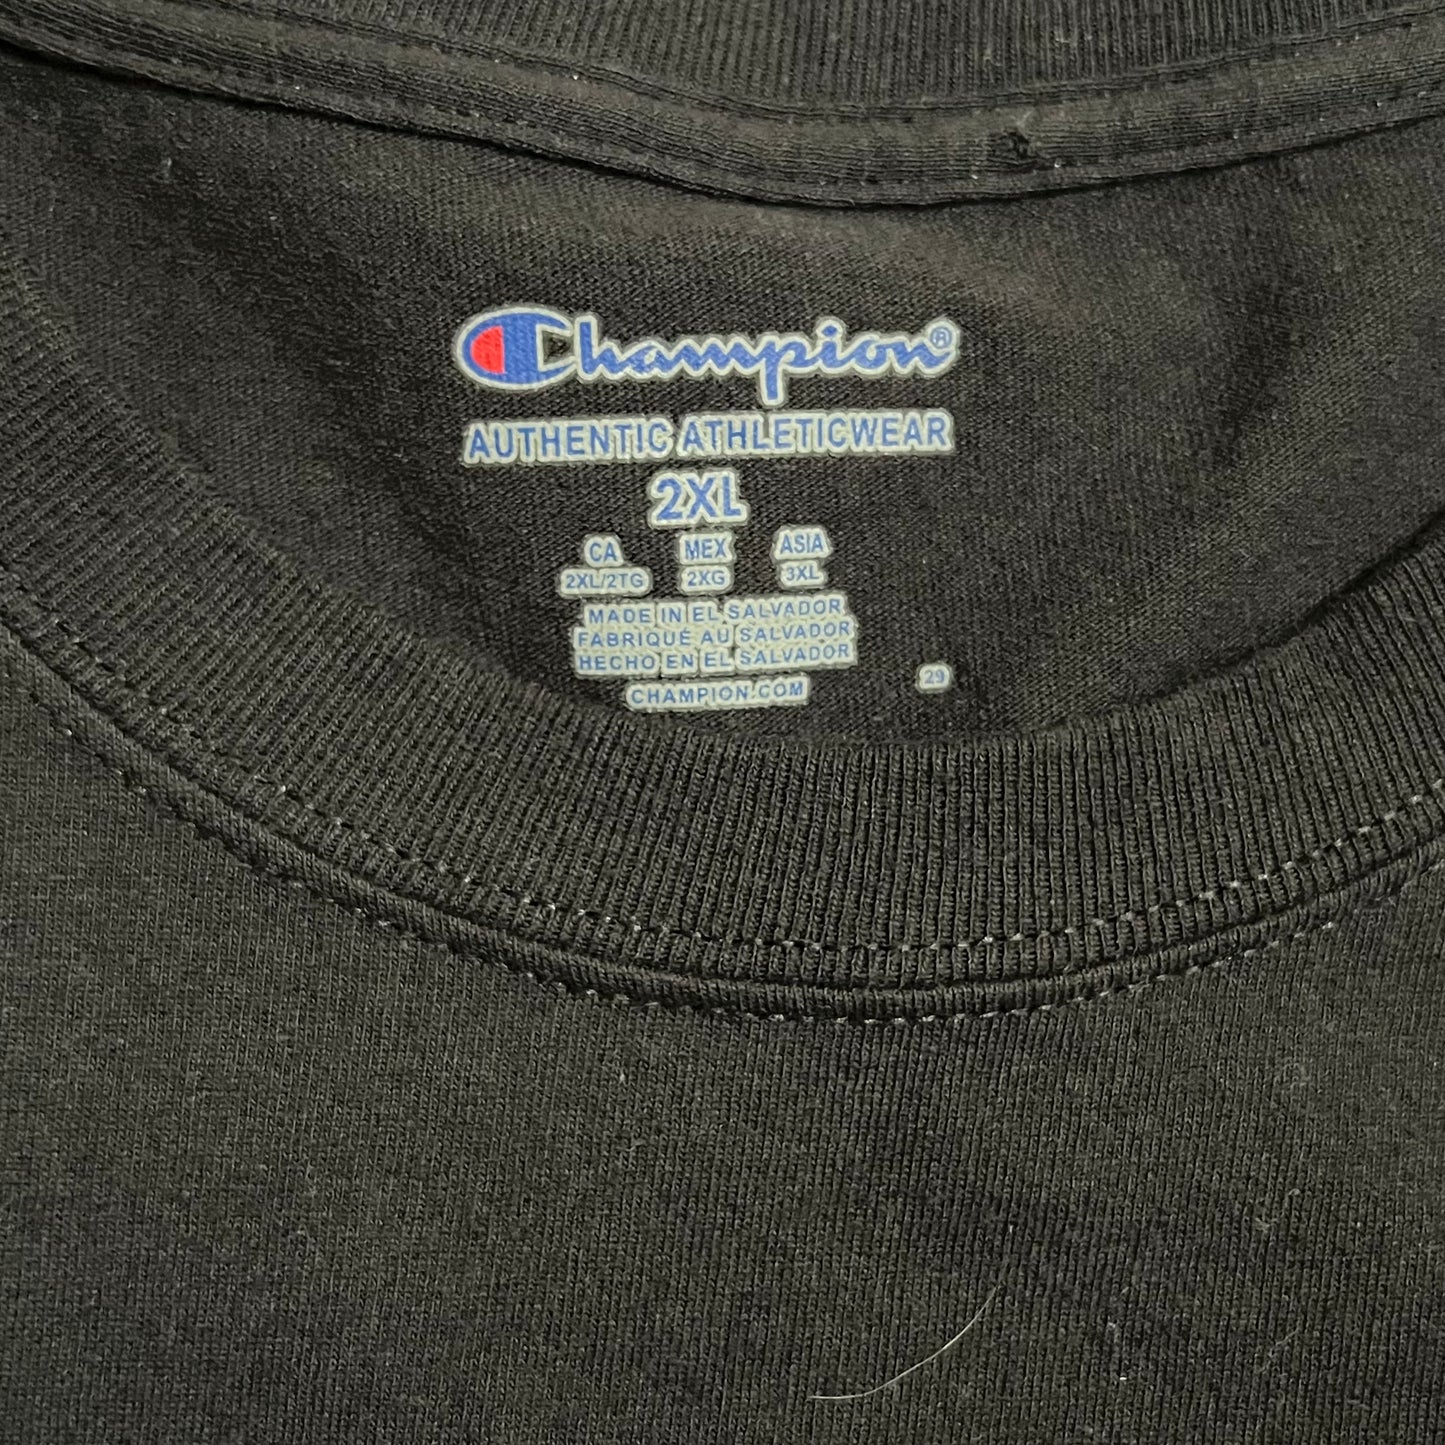 Champion®
AUTHENTIC ATHLETICWEAR
2XL
CA MEX ASIA
2XL/2TG 2XG 3XL
MADE IN EL SALVADOR
FABRIQUÉ AU SALVADOR
HECHO EN EL SALVADOR
CHAMPION.COM
29